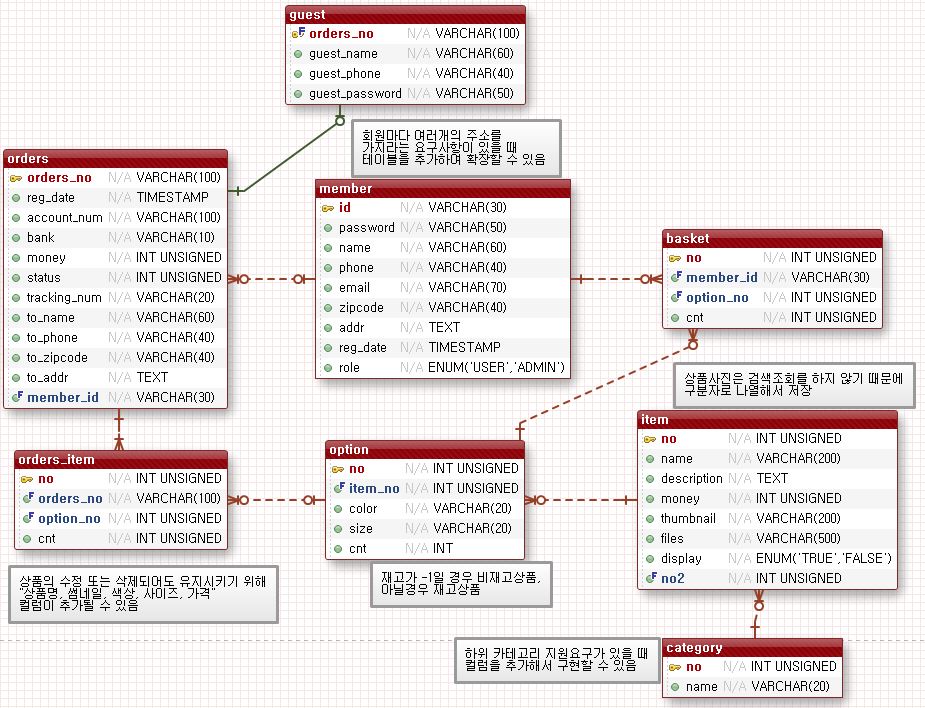 guest
orders_no N/A VARCHAR(100)
guest_name N/A VARCHAR(60)
guest_phone N/A VARCHAR(40)
guest_password N/A VARCHAR(50)
회원마다 여러개의 주소를
가지라는 요구사항이 있을 때
테이블을 추가하여 확장할 수 있음
orders
orders_no N/A VARCHAR(100)
reg_date N/A TIMESTAMP
account_num N/A VARCHAR(100)
bank N/A VARCHAR(10)
money N/A INT UNSIGNED
status N/A INT UNSIGNED
tracking_num N/A VARCHAR(20)
to_name N/A VARCHAR(60)
to_phone N/A VARCHAR(40)
to_zipcode N/A VARCHAR(40)
to_addr N/A TEXT
member_id N/A VARCHAR(30)
member
id N/A VARCHAR(30)
password N/A VARCHAR(50)
name N/A VARCHAR(60)
phone N/A VARCHAR(40)
email N/A VARCHAR(70)
zipcode N/A VARCHAR(40)
addr N/A TEXT
reg_date N/A TIMESTAMP
role N/A ENUM('USER','ADMIN')
basket
no N/A INT UNSIGNED
member_id N/A VARCHAR(30)
option_no N/A INT UNSIGNED
cnt N/A INT UNSIGNED
상품사진은 검색조회를 하지 않기 때문에
구분자로 나열해서 저장
orders_item
no N/A INT UNSIGNED
orders_no N/A VARCHAR(100)
option_no N/A INT UNSIGNED
cnt N/A INT UNSIGNED
option
no N/A INT UNSIGNED
item_no N/A INT UNSIGNED
color N/A VARCHAR(20)
size N/A VARCHAR(20)
cnt N/A INT
item
no N/A INT UNSIGNED
name N/A VARCHAR(200)
description N/A TEXT
money N/A INT UNSIGNED
thumbnail N/A VARCHAR(200)
files N/A VARCHAR(500)
display N/A ENUM('TRUE','FALSE')
no2 N/A INT UNSIGNED
상품의 수정 또는 삭제되어도 유지시키기 위해
"상품명, 썸네일, 색상, 사이즈, 가격"
컬럼이 추가될 수 있음
재고가 -1일 경우 비재고상품,
아닐경우 재고상품
하위 카테고리 지원요구가 있을 때
컬럼을 추가해서 구현할 수 있음
category
no N/A INT UNSIGNED
name N/A VARCHAR(20)